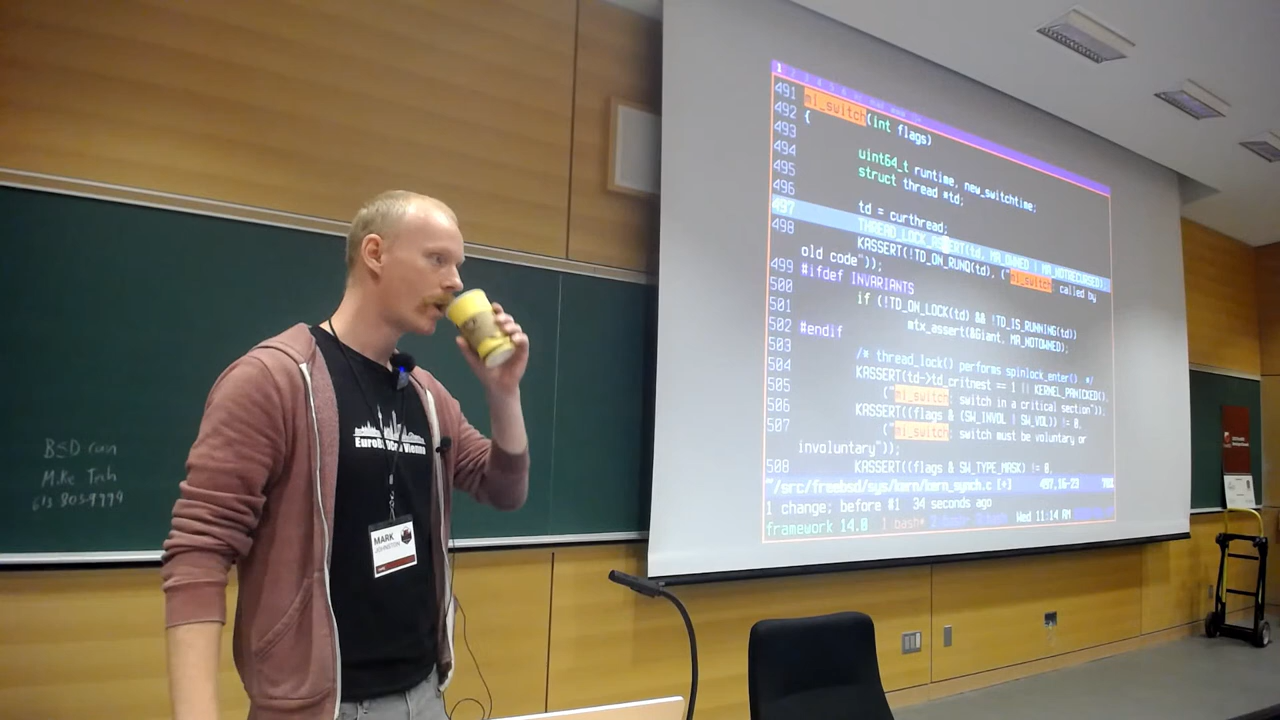 491 mi_switch(int flags)
492 {
493
494 uint64_t runtime, new_switchtime;
495 struct thread *td;
496
497 td = curthread;
THREAD_LOCK_ASSERT(td, MA_OWNED | MA_NOTRECURSED)
498 KASSERT(!TD_ON_RUNQ(td), ("mi_switch: called by
old code"));
499 #ifdef INVARIANTS
500 if (!TD_ON_LOCK(td) && !TD_IS_RUNNING(td))
501 mtx_assert(&Giant, MA_NOTOWNED);
502 #endif
503 /* thread_lock() performs spinlock_enter(). */
504 KASSERT(td->td_critnest == 1 || KERNEL_PANICKED(),
505 ("mi_switch: switch in a critical section"));
506 KASSERT((flags & (SW_INVOL | SW_VOL)) != 0,
507 ("mi_switch: switch must be voluntary or
involuntary"));
508 KASSERT((flags & SW_TYPE_MASK) != 0,
~/src/freebsd/sys/kern/kern_synch.c [+] 497,16-23
1 change; before #1 34 seconds ago
framework 14.0 1 bash* Wed 11:14 AM
BSD
Mike
613 805-9999
Vienna
MARK
JOHNSTON